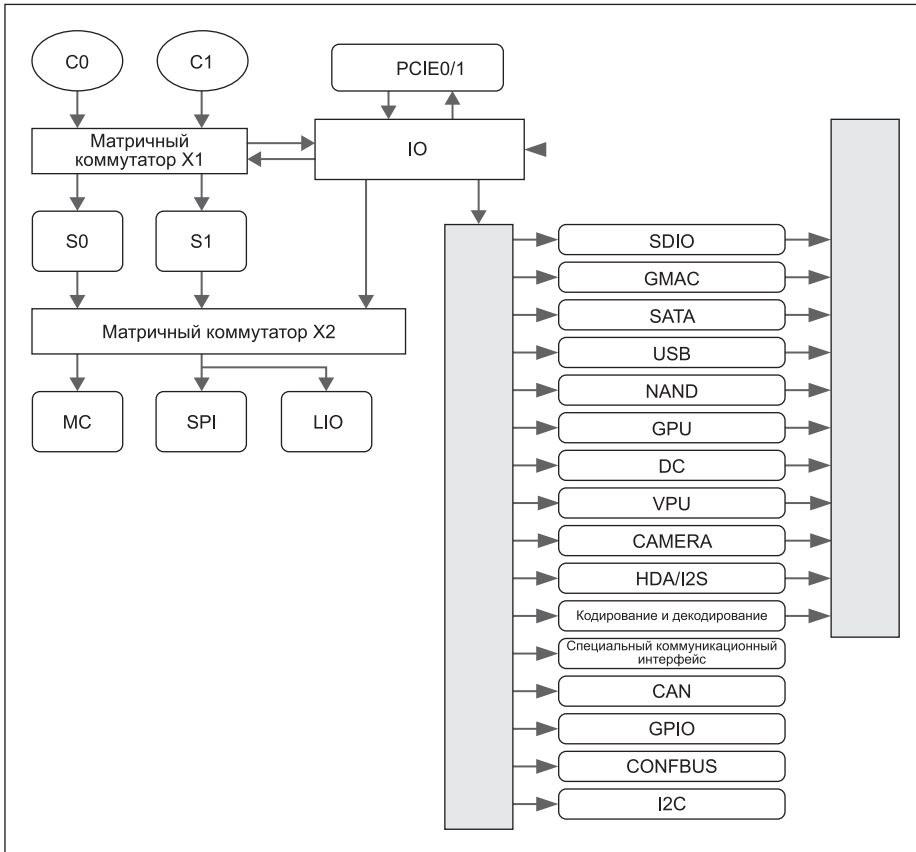 C0
C1
PCIE0/1
Матричный
коммутатор X1
IO
S0
S1
SDIO
GMAC
Матричный коммутатор X2
SATA
USB
MC
SPI
LIO
NAND
GPU
DC
VPU
CAMERA
HDA/I2S
Кодирование и декодирование
Специальный коммуникационный
интерфейс
CAN
GPIO
CONFBUS
I2C